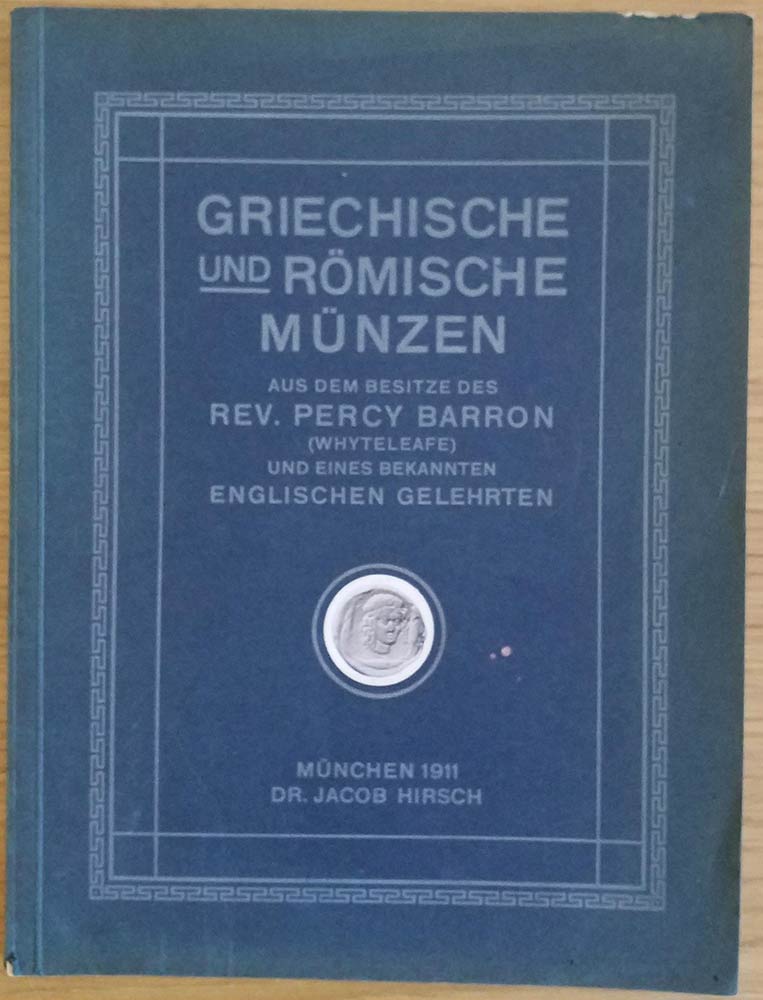 GRIECHISCHE
UND RÖMISCHE
MÜNZEN
AUS DEM BESITZE DES
REV. PERCY BARRON
(WHYTELEAFE)
UND EINES BEKANNTEN
ENGLISCHEN GELEHRTEN
MÜNCHEN 1911
DR. JACOB HIRSCH